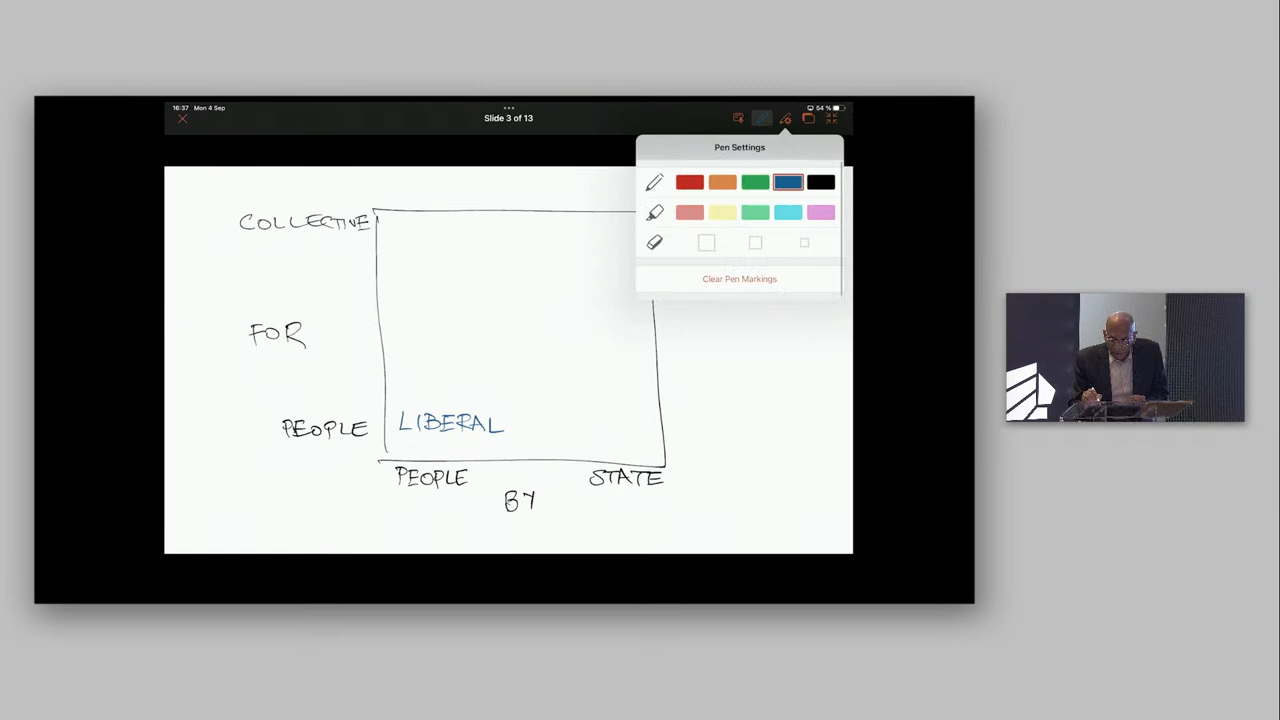 16:37 Mon 4 Sep
54 %
Slide 3 of 13
Pen Settings
Clear Pen Markings
COLLECTIVE
FOR
PEOPLE
LIBERAL
PEOPLE
STATE
BY